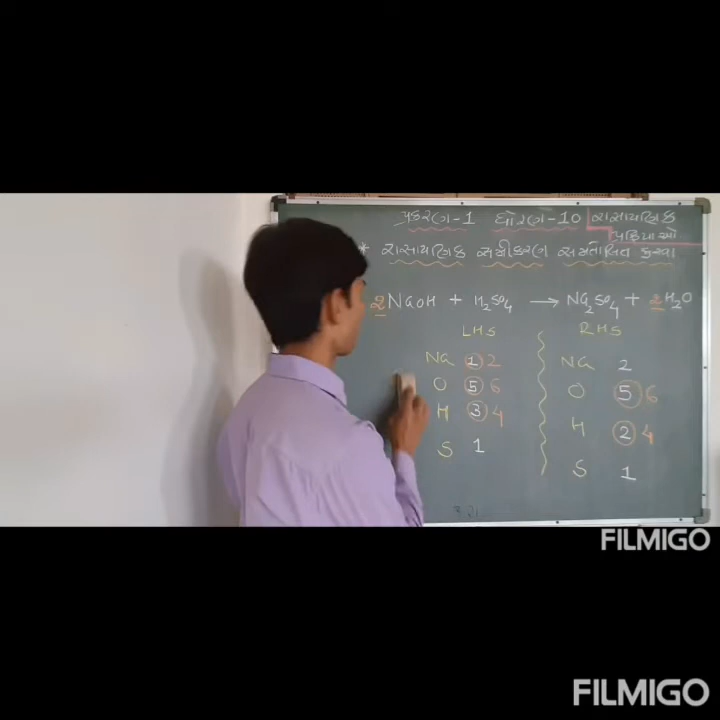 પ્રકરણ-1 ધોરણ-10 રાસાયણિક
પ્રક્રિયાઓ
* રાસાયણિક સમીકરણ સમતોલિત કરવા
2NaOH + H₂SO₄ → Na₂SO₄ + 2H₂O
LHS RHS
Na 1 2 Na 2
O 5 6 O 5 6
H 3 4 H 2 4
S 1 S 1
FILMIGO
FILMIGO